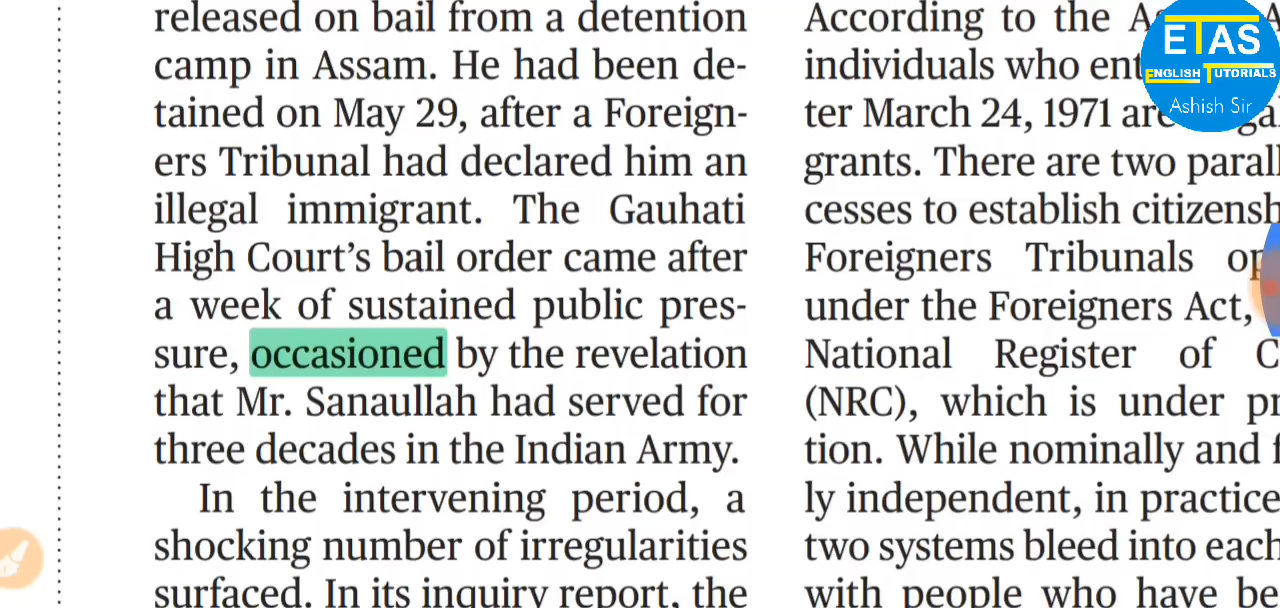 released on bail from a detention
camp in Assam. He had been de-
tained on May 29, after a Foreign-
ers Tribunal had declared him an
illegal immigrant. The Gauhati
High Court's bail order came after
a week of sustained public pres-
sure, occasioned by the revelation
that Mr. Sanaullah had served for
three decades in the Indian Army.
In the intervening period, a
shocking number of irregularities
surfaced. In its inquiry report, the
According to the
individuals who
ter March 24, 1971 are
grants. There are two
cesses to establish
Foreigners Tribunals
under the Foreigners Act,
National Register of
(NRC), which is under
tion. While nominally and
ly independent, in practice
two systems bleed into each
with people who have
ETAS
ENGLISH TUTORIALS
Ashish Sir